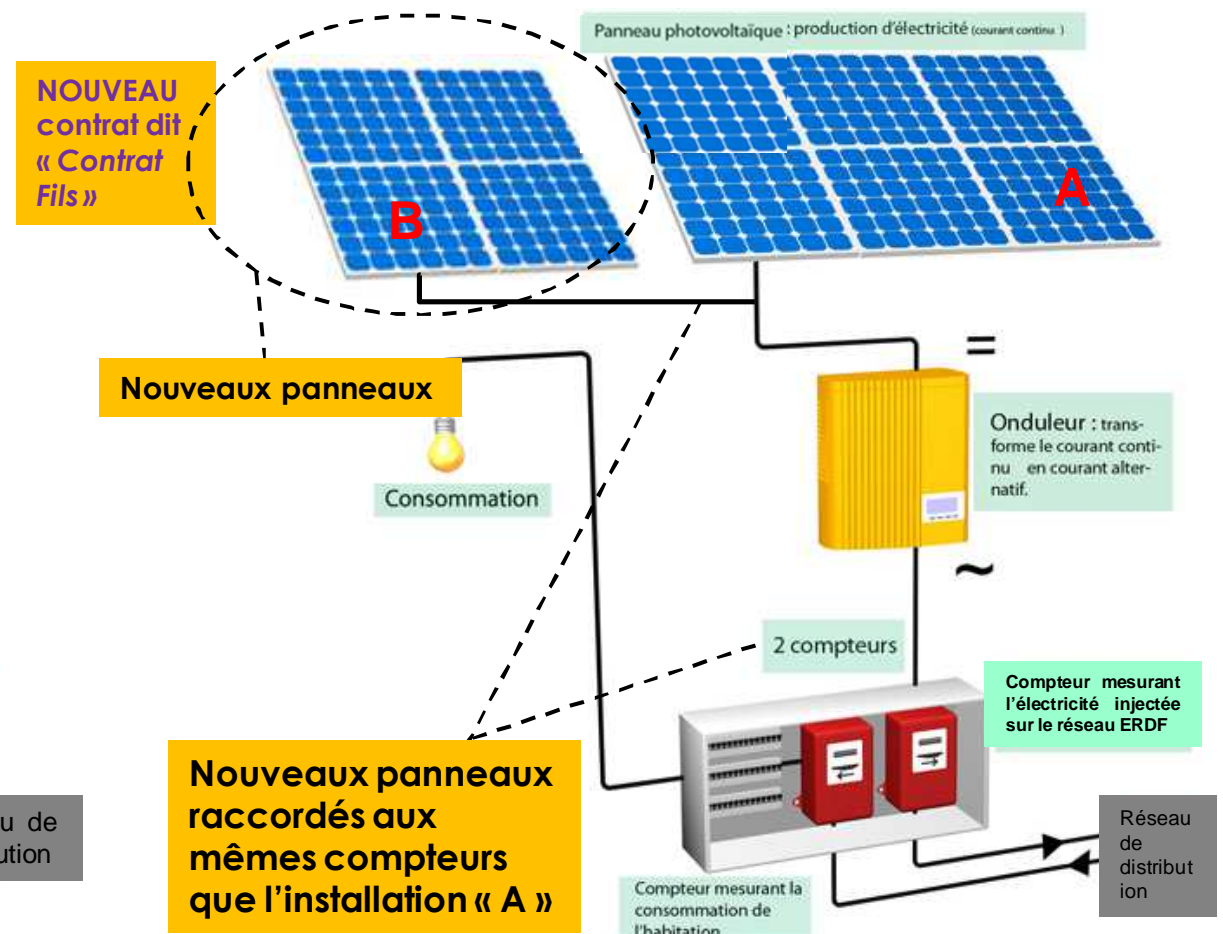 Panneau photovoltaïque : production d'électricité (courant continu )
NOUVEAU
contrat dit
« Contrat
Fils »
B
A
Nouveaux panneaux
=
Onduleur : trans-
forme le courant conti-
nu en courant alter-
natif.
Consommation
~
2 compteurs
Compteur mesurant
l'électricité injectée
sur le réseau ERDF
Nouveaux panneaux
raccordés aux
mêmes compteurs
que l'installation « A »
u de
ution
Réseau
de
distribut
ion
Compteur mesurant la
consommation de
l'habitation